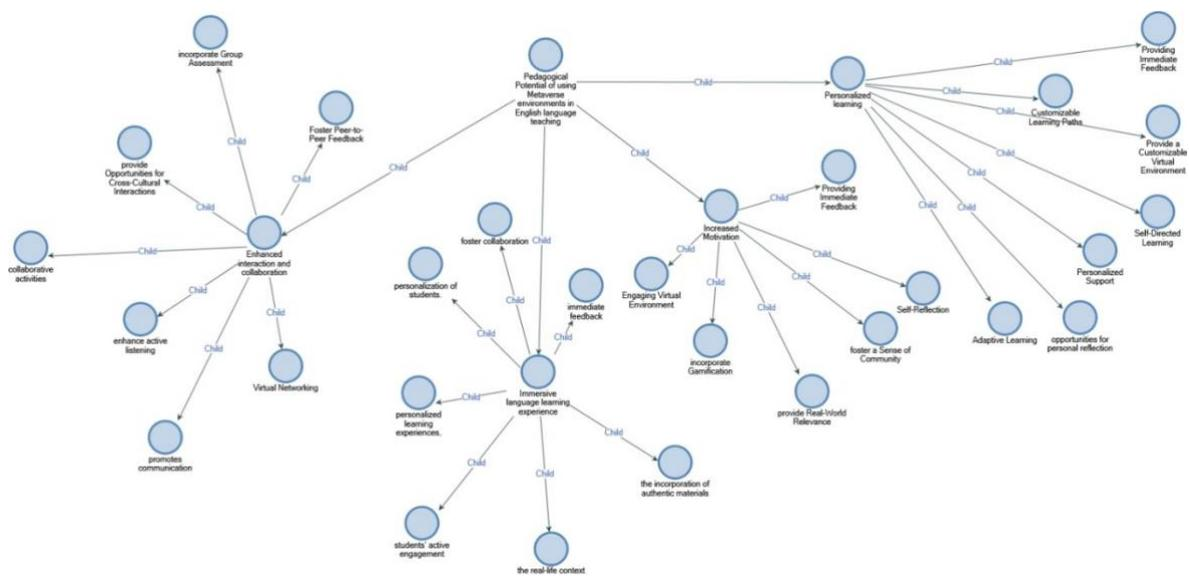 incorporate Group
Assessment
Pedagogical
Potential of using
Metaverse
environments in
English language
teaching
Child
Personalized
learning
Child
Providing
Immediate
Feedback
Child
Customizable
Learning Paths
Child
Provide a
Customizable
Virtual
Environment
Child
Self-Directed
Learning
Child
Personalized
Support
Child
opportunities for
personal reflection
Child
Adaptive Learning
Child
Foster Peer-to-
Peer Feedback
Child
Child
provide
Opportunities for
Cross-Cultural
Interactions
Child
Child
Enhanced
interaction and
collaboration
Child
collaborative
activities
Child
enhance active
listening
Child
Virtual Networking
Child
promotes
communication
Child
Increased
Motivation
Child
Providing
Immediate
Feedback
Child
Engaging Virtual
Environment
Child
incorporate
Gamification
Child
provide Real-World
Relevance
Child
foster a Sense of
Community
Child
Self-Reflection
Child
Immersive
language learning
experience
foster collaboration
Child
personalization of
students.
Child
immediate
feedback
Child
personalized
learning
experiences.
Child
students' active
engagement
Child
the real-life context
Child
the incorporation of
authentic materials
Child